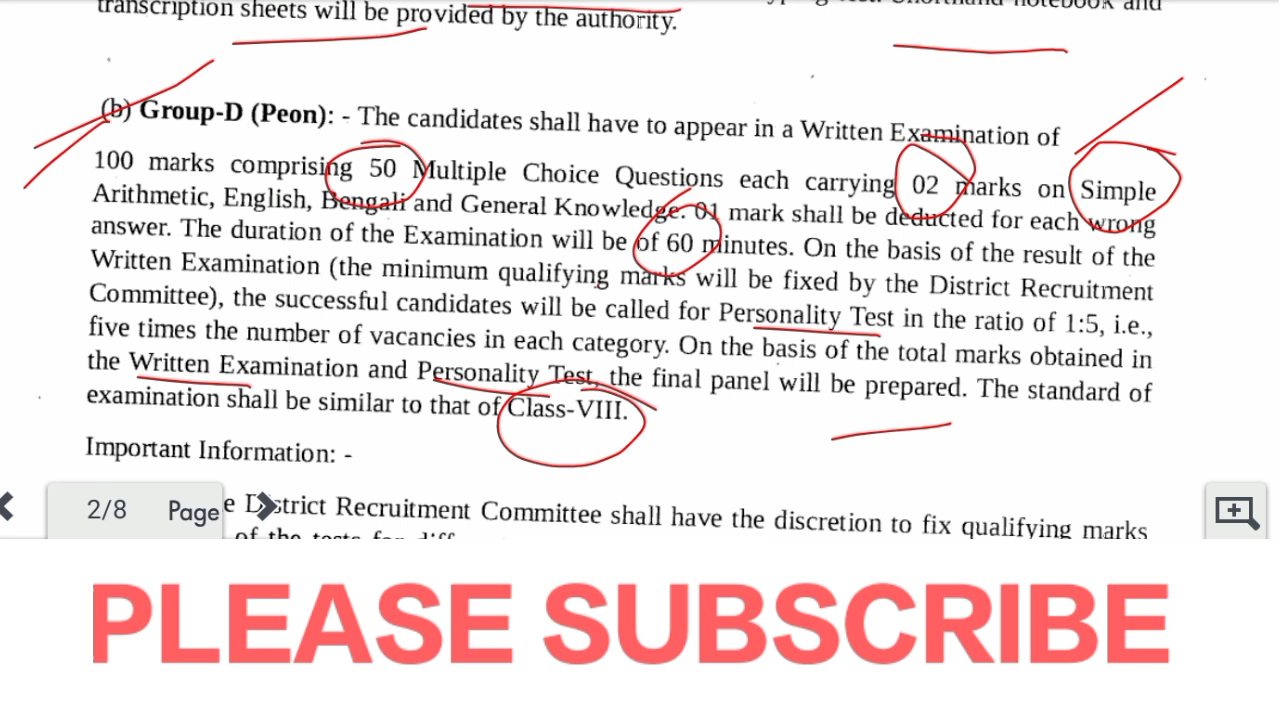 transcription sheets will be provided by the authority.
notebook and
(b) Group-D (Peon): - The candidates shall have to appear in a Written Examination of
100 marks comprising 50 Multiple Choice Questions each carrying 02 marks on Simple
Arithmetic, English, Bengali and General Knowledge. 01 mark shall be deducted for each wrong
answer. The duration of the Examination will be of 60 minutes. On the basis of the result of the
Written Examination (the minimum qualifying marks will be fixed by the District Recruitment
Committee), the successful candidates will be called for Personality Test in the ratio of 1:5, i.e.,
five times the number of vacancies in each category. On the basis of the total marks obtained in
the Written Examination and Personality Test, the final panel will be prepared. The standard of
examination shall be similar to that of Class-VIII.
Important Information: -
District Recruitment Committee shall have the discretion to fix qualifying marks
of the tests for
2/8 Page
PLEASE SUBSCRIBE